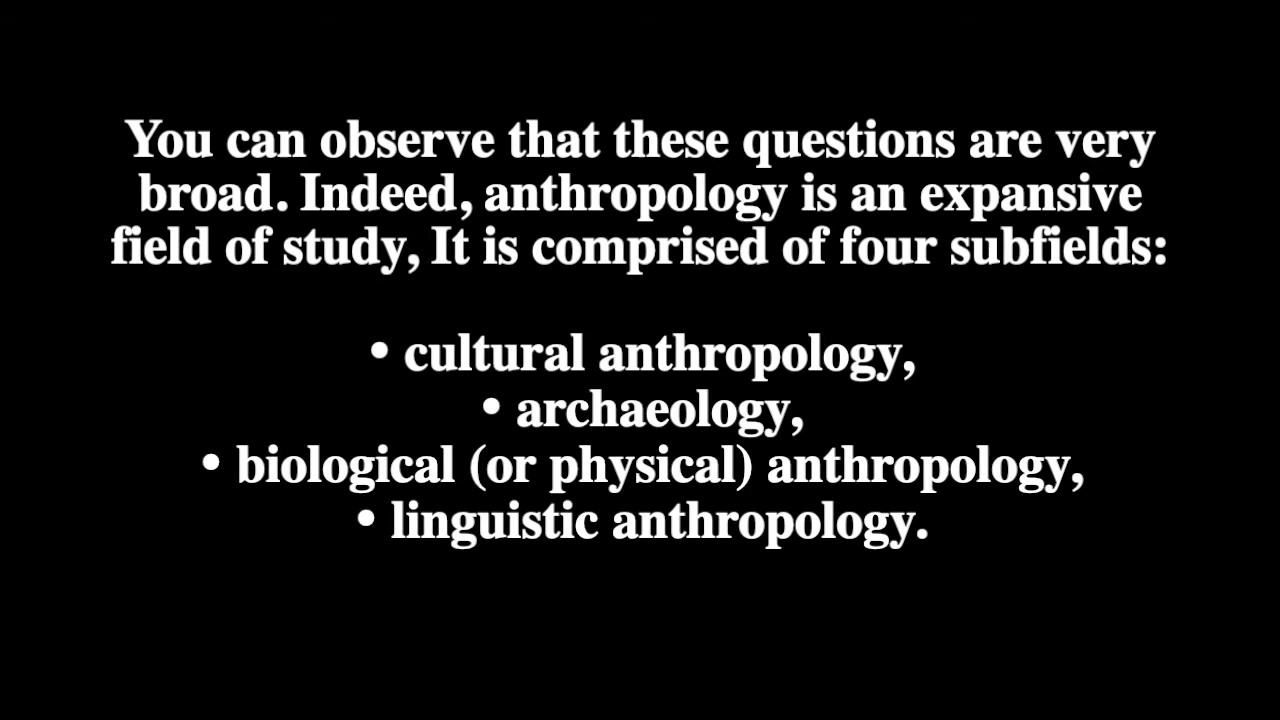 You can observe that these questions are very
broad. Indeed, anthropology is an expansive
field of study, It is comprised of four subfields:
• cultural anthropology,
• archaeology,
• biological (or physical) anthropology,
• linguistic anthropology.